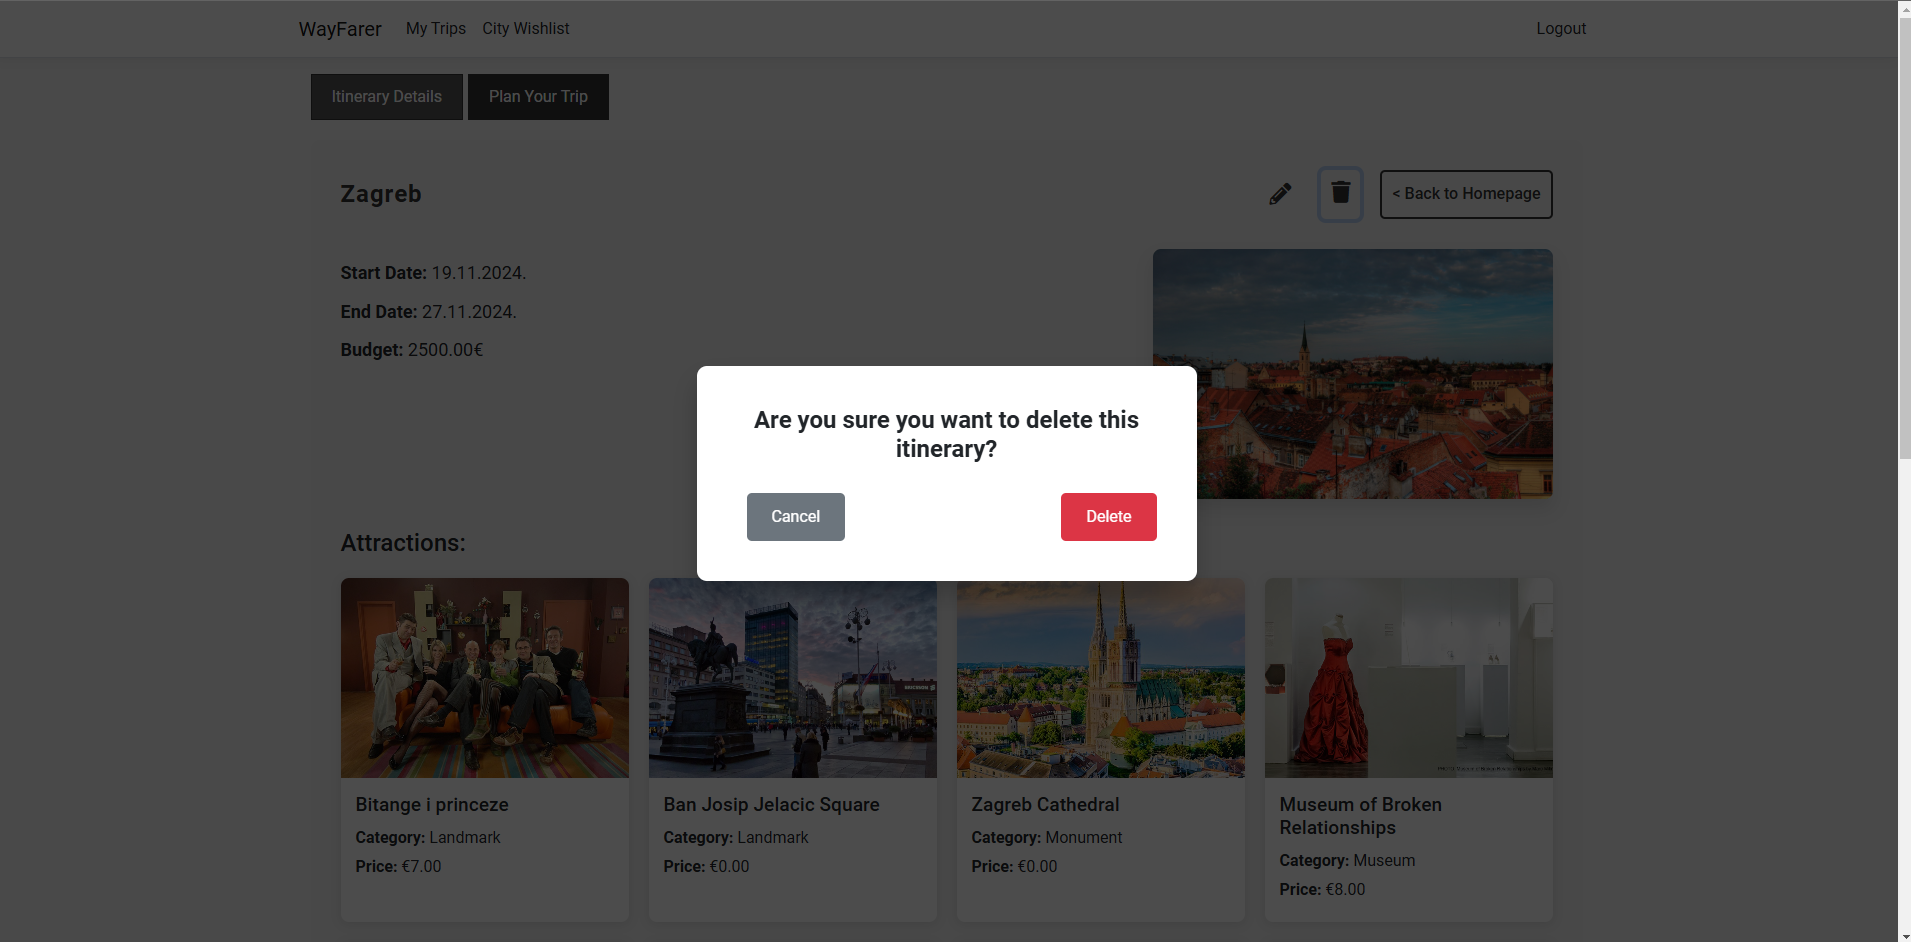 WayFarer My Trips City Wishlist Logout
Itinerary Details Plan Your Trip
Zagreb
< Back to Homepage
Start Date: 19.11.2024.
End Date: 27.11.2024.
Budget: 2500.00€
Are you sure you want to delete this
itinerary?
Cancel Delete
Attractions:
Bitange i princeze
Category: Landmark
Price: €7.00
Ban Josip Jelacic Square
Category: Landmark
Price: €0.00
Zagreb Cathedral
Category: Monument
Price: €0.00
Museum of Broken
Relationships
Category: Museum
Price: €8.00